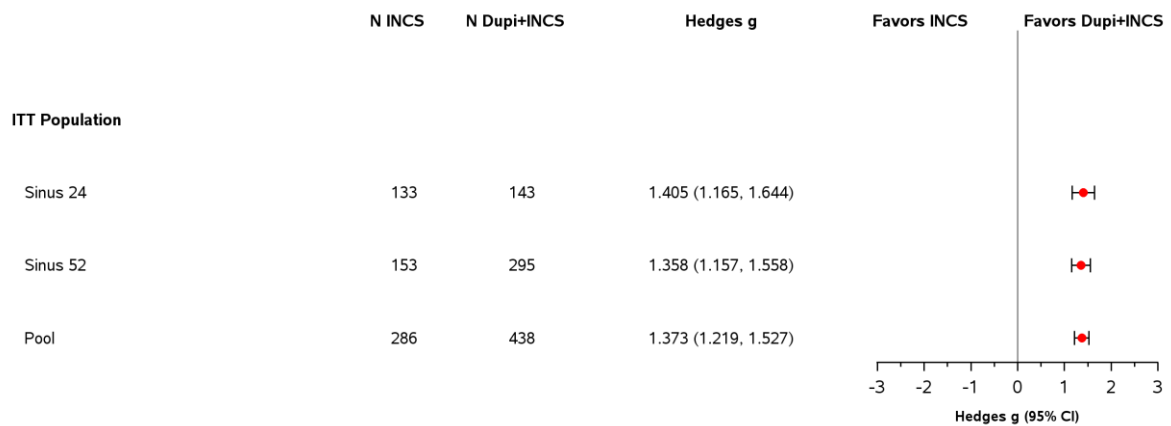 N INCS N Dupi+INCS Hedges g Favors INCS Favors Dupi+INCS
ITT Population
Sinus 24 133 143 1.405 (1.165, 1.644)
Sinus 52 153 295 1.358 (1.157, 1.558)
Pool 286 438 1.373 (1.219, 1.527)
-3 -2 -1 0 1 2 3
Hedges g (95% CI)